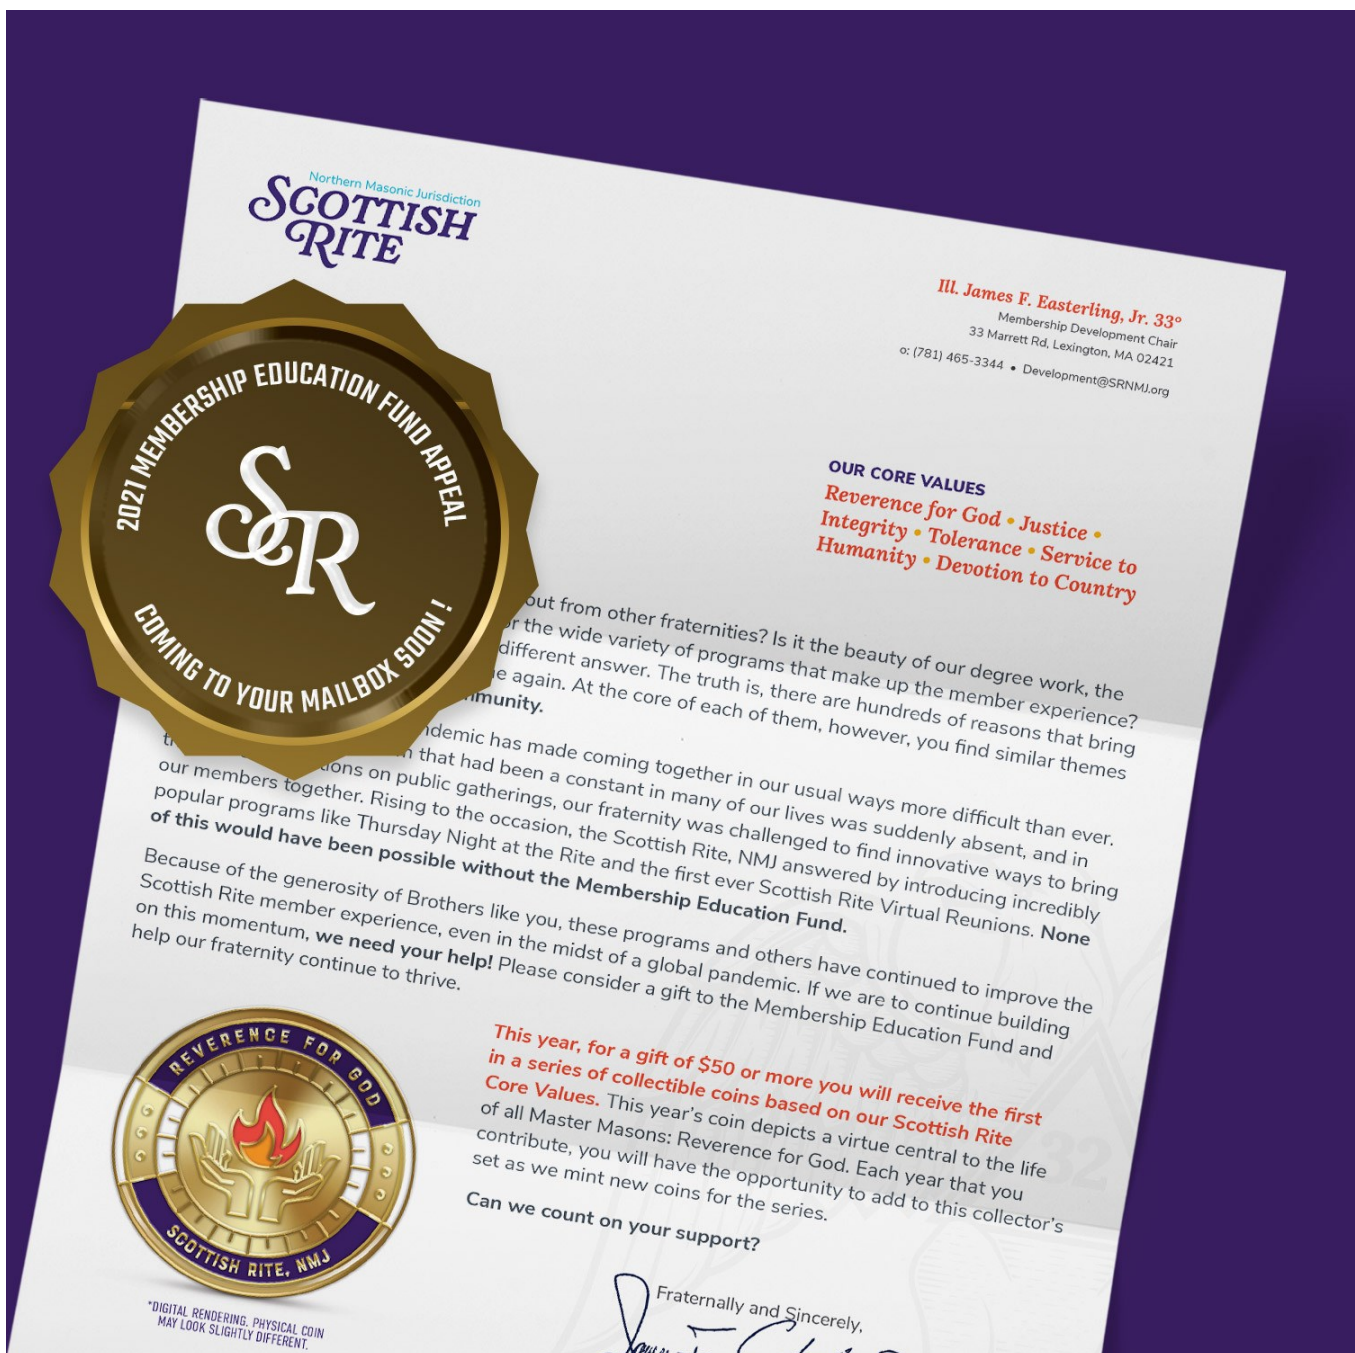 Northern Masonic Jurisdiction
SCOTTISH
RITE
Ill. James F. Easterling, Jr. 33°
Membership Development Chair
33 Marrett Rd, Lexington, MA 02421
o: (781) 465-3344 • Development@SRNMJ.org
2021 MEMBERSHIP EDUCATION FUND APPEAL
SR
COMING TO YOUR MAILBOX SOON !
OUR CORE VALUES
Reverence for God • Justice •
Integrity • Tolerance • Service to
Humanity • Devotion to Country
out from other fraternities? Is it the beauty of our degree work, the
the wide variety of programs that make up the member experience?
different answer. The truth is, there are hundreds of reasons that bring
again. At the core of each of them, however, you find similar themes
has made coming together in our usual ways more difficult than ever.
that had been a constant in many of our lives was suddenly absent, and in
on public gatherings, our fraternity was challenged to find innovative ways to bring
our members together. Rising to the occasion, the Scottish Rite, NMJ answered by introducing incredibly
popular programs like Thursday Night at the Rite and the first ever Scottish Rite Virtual Reunions. None
of this would have been possible without the Membership Education Fund.
Because of the generosity of Brothers like you, these programs and others have continued to improve the
Scottish Rite member experience, even in the midst of a global pandemic. If we are to continue building
on this momentum, we need your help! Please consider a gift to the Membership Education Fund and
help our fraternity continue to thrive.
REVERENCE FOR GOD
SCOTTISH RITE, NMJ
*DIGITAL RENDERING. PHYSICAL COIN
MAY LOOK SLIGHTLY DIFFERENT.
This year, for a gift of $50 or more you will receive the first
in a series of collectible coins based on our Scottish Rite
Core Values. This year's coin depicts a virtue central to the life
of all Master Masons: Reverence for God. Each year that you
contribute, you will have the opportunity to add to this collector's
set as we mint new coins for the series.
Can we count on your support?
32
Fraternally and Sincerely,